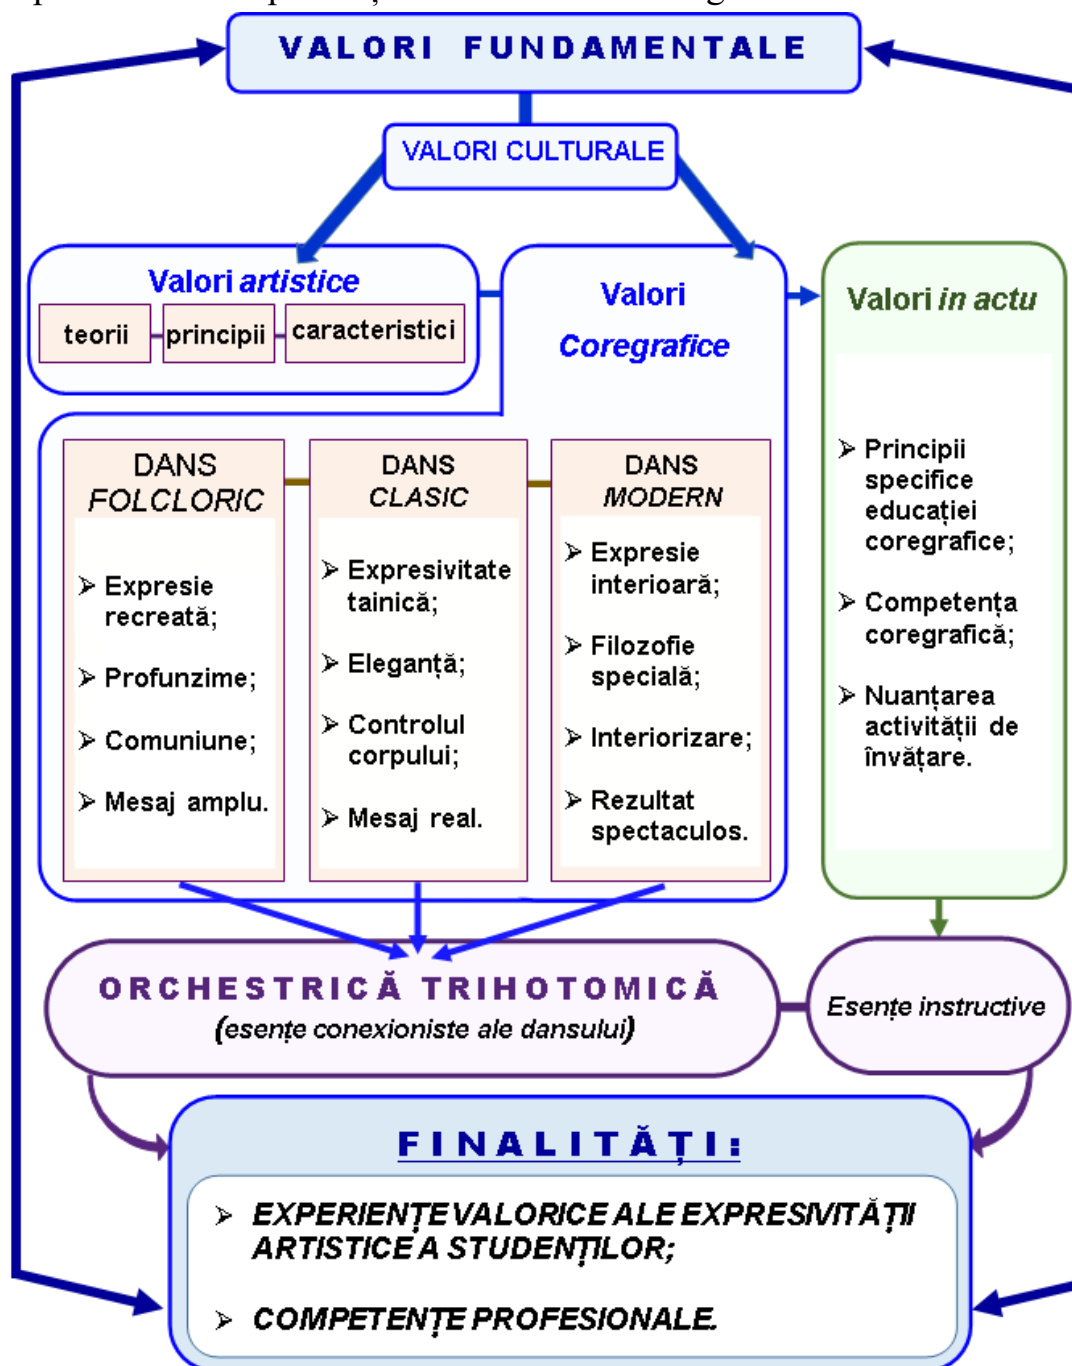 VALORI FUNDAMENTALE
VALORI CULTURALE
Valori artistice
teorii
principii
caracteristici
Valori
Coregrafice
Valori in actu
DANS
FOLCLORIC
➢ Expresie
recreată;
➢ Profunzime;
➢ Comuniune;
➢ Mesaj amplu.
DANS
CLASIC
➢ Expresivitate
tainică;
➢ Eleganță;
➢ Controlul
corpului;
➢ Mesaj real.
DANS
MODERN
➢ Expresie
interioară;
➢ Filozofie
specială;
➢ Interiorizare;
➢ Rezultat
spectaculos.
➢ Principii
specifice
educației
coregrafice;
➢ Competența
coregrafică;
➢ Nuanțarea
activității de
învățare.
ORCHESTRICĂ TRIHOTOMICĂ
(esențe conexioniste ale dansului)
Esențe instructive
FINALITĂȚI:
➢ EXPERIENȚE VALORICE ALE EXPRESIVITĂȚII
ARTISTICE A STUDENȚILOR;
➢ COMPETENȚE PROFESIONALE.